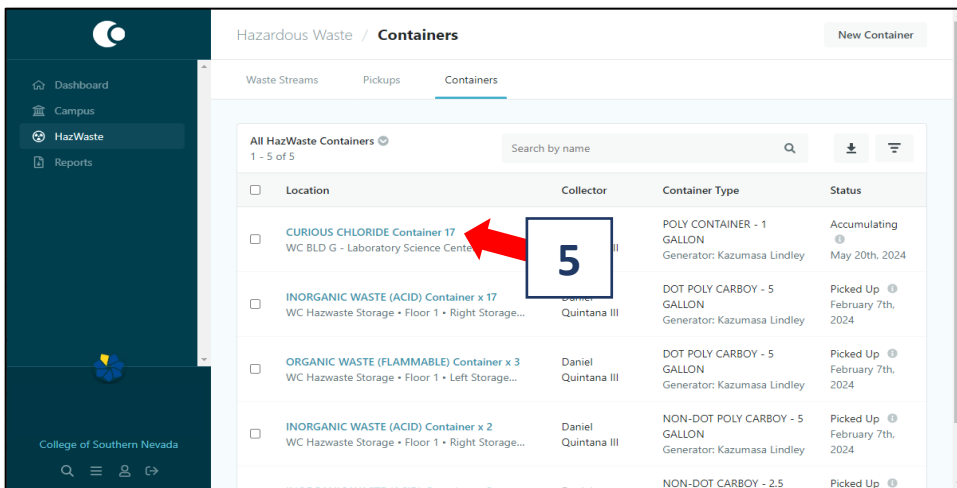 Hazardous Waste / Containers
New Container
Dashboard
Campus
HazWaste
Reports
College of Southern Nevada
Waste Streams Pickups Containers
All HazWaste Containers
1 - 5 of 5
Search by name
Location Collector Container Type Status
CURIOUS CHLORIDE Container 17
WC BLD G - Laboratory Science
5
POLY CONTAINER - 1
GALLON
Generator: Kazumasa Lindley
Accumulating
May 20th, 2024
INORGANIC WASTE (ACID) Container x 17
WC Hazwaste Storage • Floor 1 • Right Storage...
Quintana III
DOT POLY CARBOY - 5
GALLON
Generator: Kazumasa Lindley
Picked Up
February 7th,
2024
ORGANIC WASTE (FLAMMABLE) Container x 3
WC Hazwaste Storage • Floor 1 • Left Storage...
Daniel
Quintana III
DOT POLY CARBOY - 5
GALLON
Generator: Kazumasa Lindley
Picked Up
February 7th,
2024
INORGANIC WASTE (ACID) Container x 2
WC Hazwaste Storage • Floor 1 • Right Storage...
Daniel
Quintana III
NON-DOT POLY CARBOY - 5
GALLON
Generator: Kazumasa Lindley
Picked Up
February 7th,
2024
NON-DOT CARBOY - 2.5
Picked Up